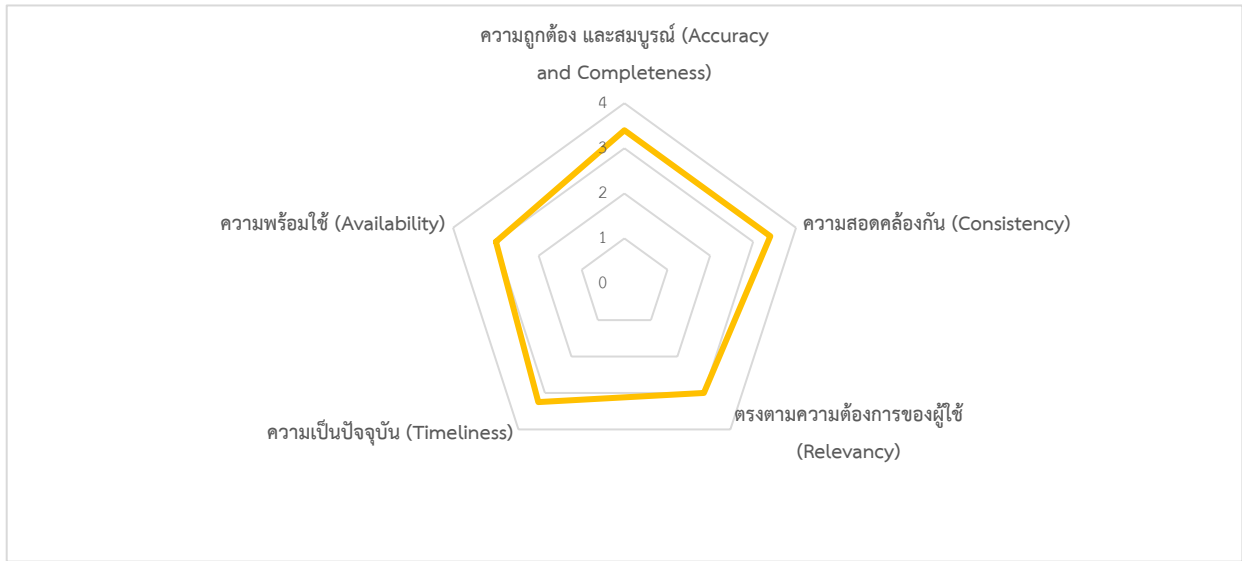 ความถูกต้อง และสมบูรณ์ (Accuracy
and Completeness)
4
3
2
1
0
ความพร้อมใช้ (Availability)
ความสอดคล้องกัน (Consistency)
ความเป็นปัจจุบัน (Timeliness)
ตรงตามความต้องการของผู้ใช้
(Relevancy)